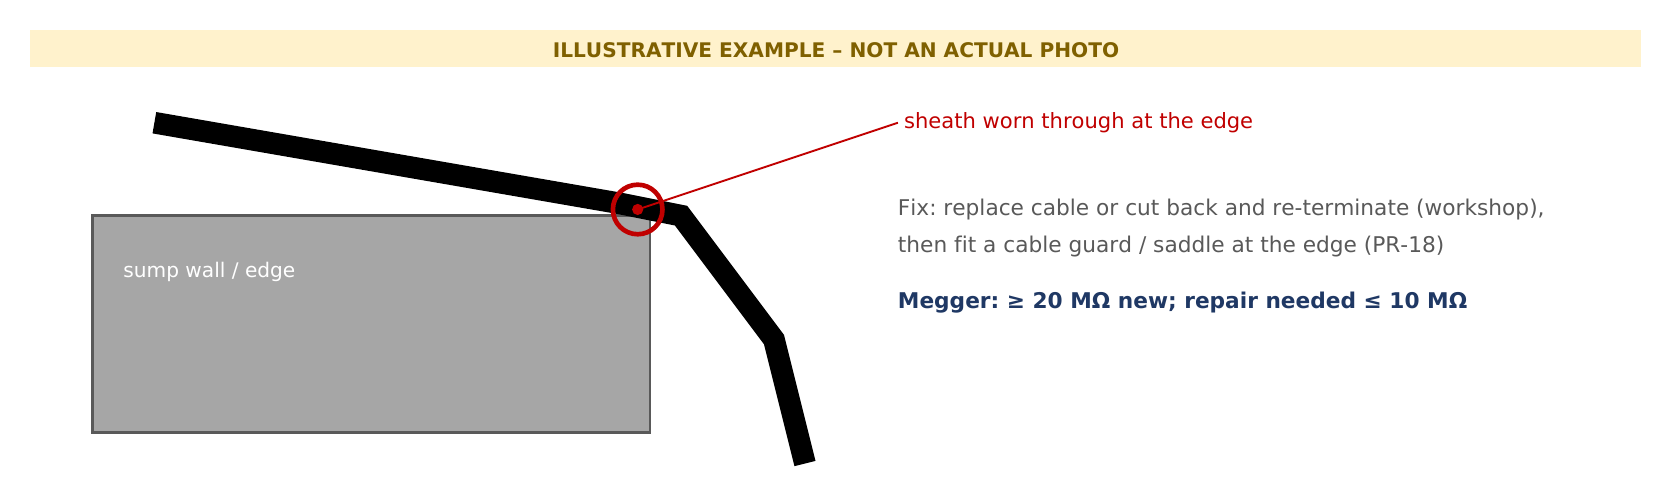 ILLUSTRATIVE EXAMPLE – NOT AN ACTUAL PHOTO
sheath worn through at the edge
Fix: replace cable or cut back and re-terminate (workshop),
then fit a cable guard / saddle at the edge (PR-18)
sump wall / edge
Megger: ≥ 20 MΩ new; repair needed ≤ 10 MΩ